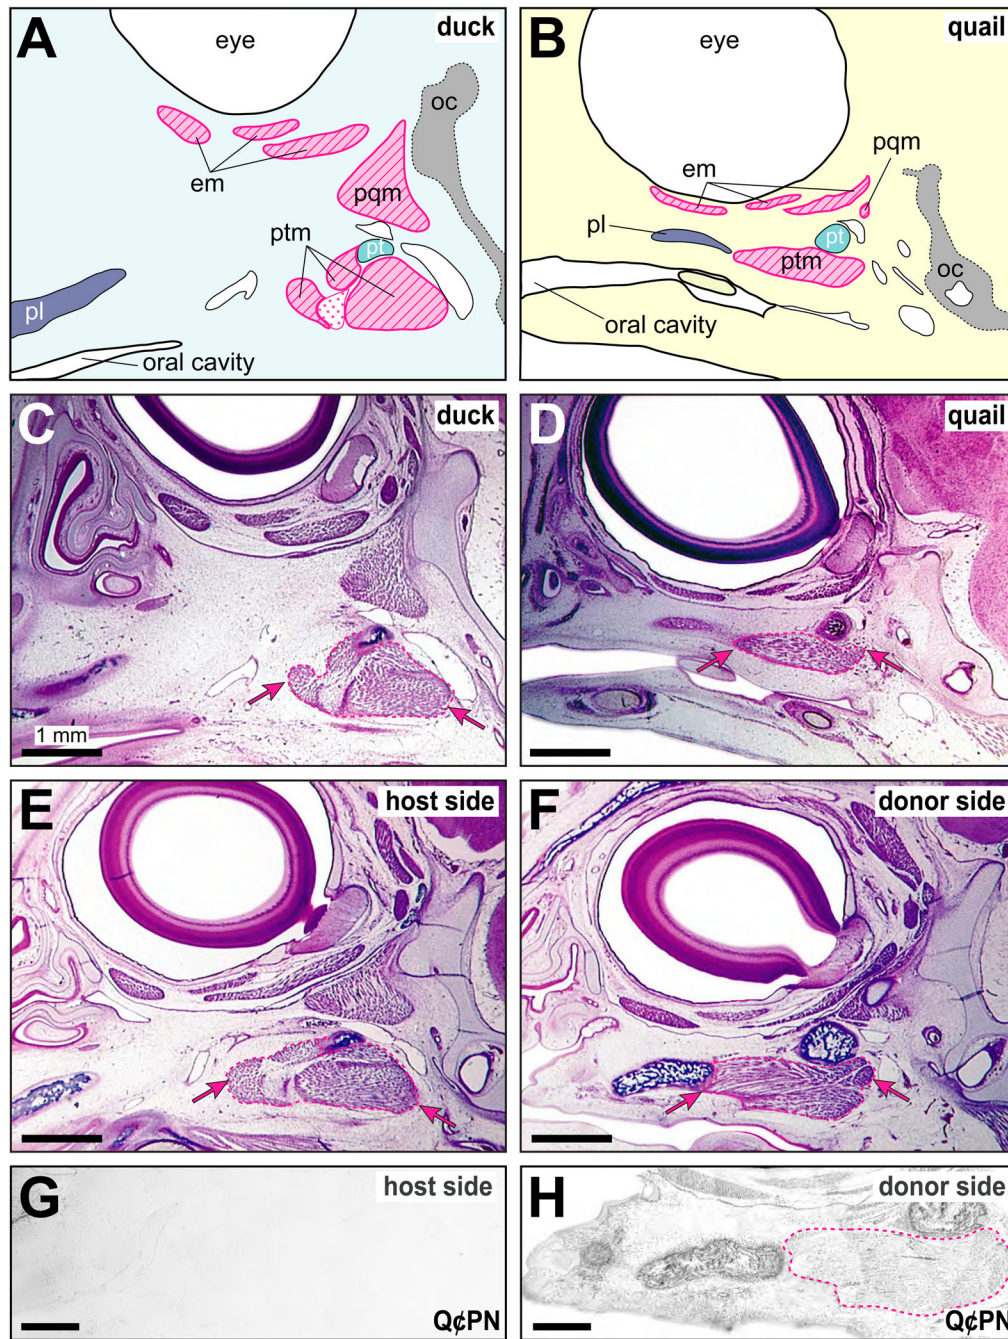 A
duck
eye
oc
em
pqm
ptm
pt
pl
oral cavity
B
quail
eye
pqm
em
pl
pt
ptm
oc
oral cavity
C
duck
1 mm
D
quail
E
host side
F
donor side
G
host side
Q¢PN
H
donor side
Q¢PN